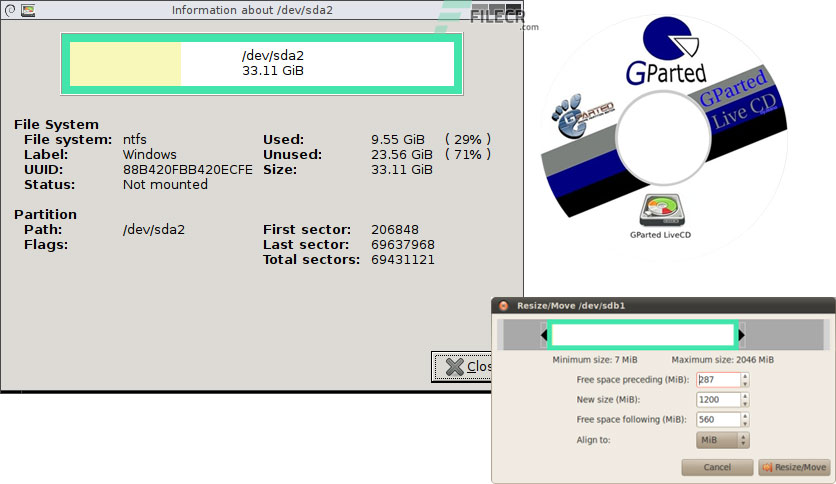 Information about /dev/sda2
FILECR
.com
/dev/sda2
33.11 GiB
File System
File system: ntfs Used: 9.55 GiB ( 29% )
Label: Windows Unused: 23.56 GiB ( 71% )
UUID: 88B420FBB420ECFE Size: 33.11 GiB
Status: Not mounted
Partition
Path: /dev/sda2 First sector: 206848
Flags: Last sector: 69637968
Total sectors: 69431121
Clos
GParted
GPARTED
GParted
Live CD
GParted LiveCD
Resize/Move /dev/sdb1
Minimum size: 7 MiB Maximum size: 2046 MiB
Free space preceding (MiB): 287
New size (MiB): 1200
Free space following (MiB): 560
Align to: MiB
Cancel Resize/Move